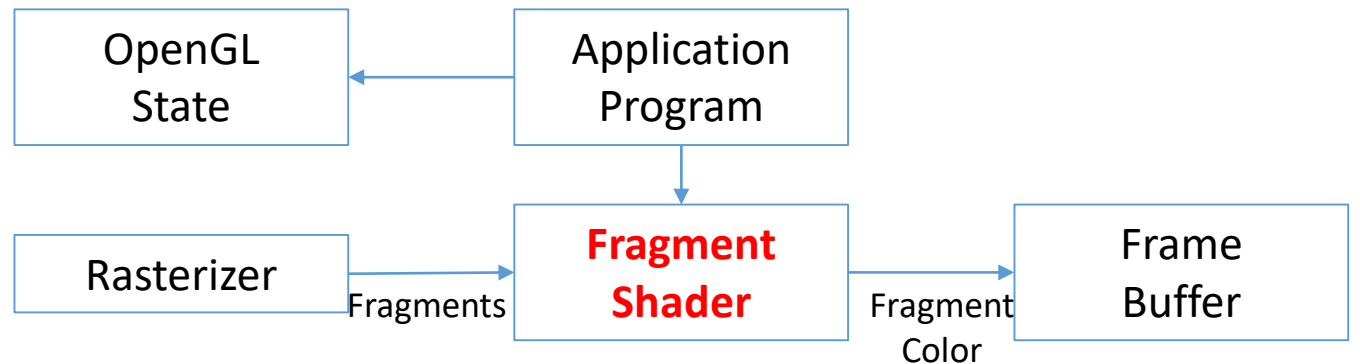 OpenGL
State
Application
Program
Rasterizer
Fragments
Fragment
Shader
Fragment
Color
Frame
Buffer